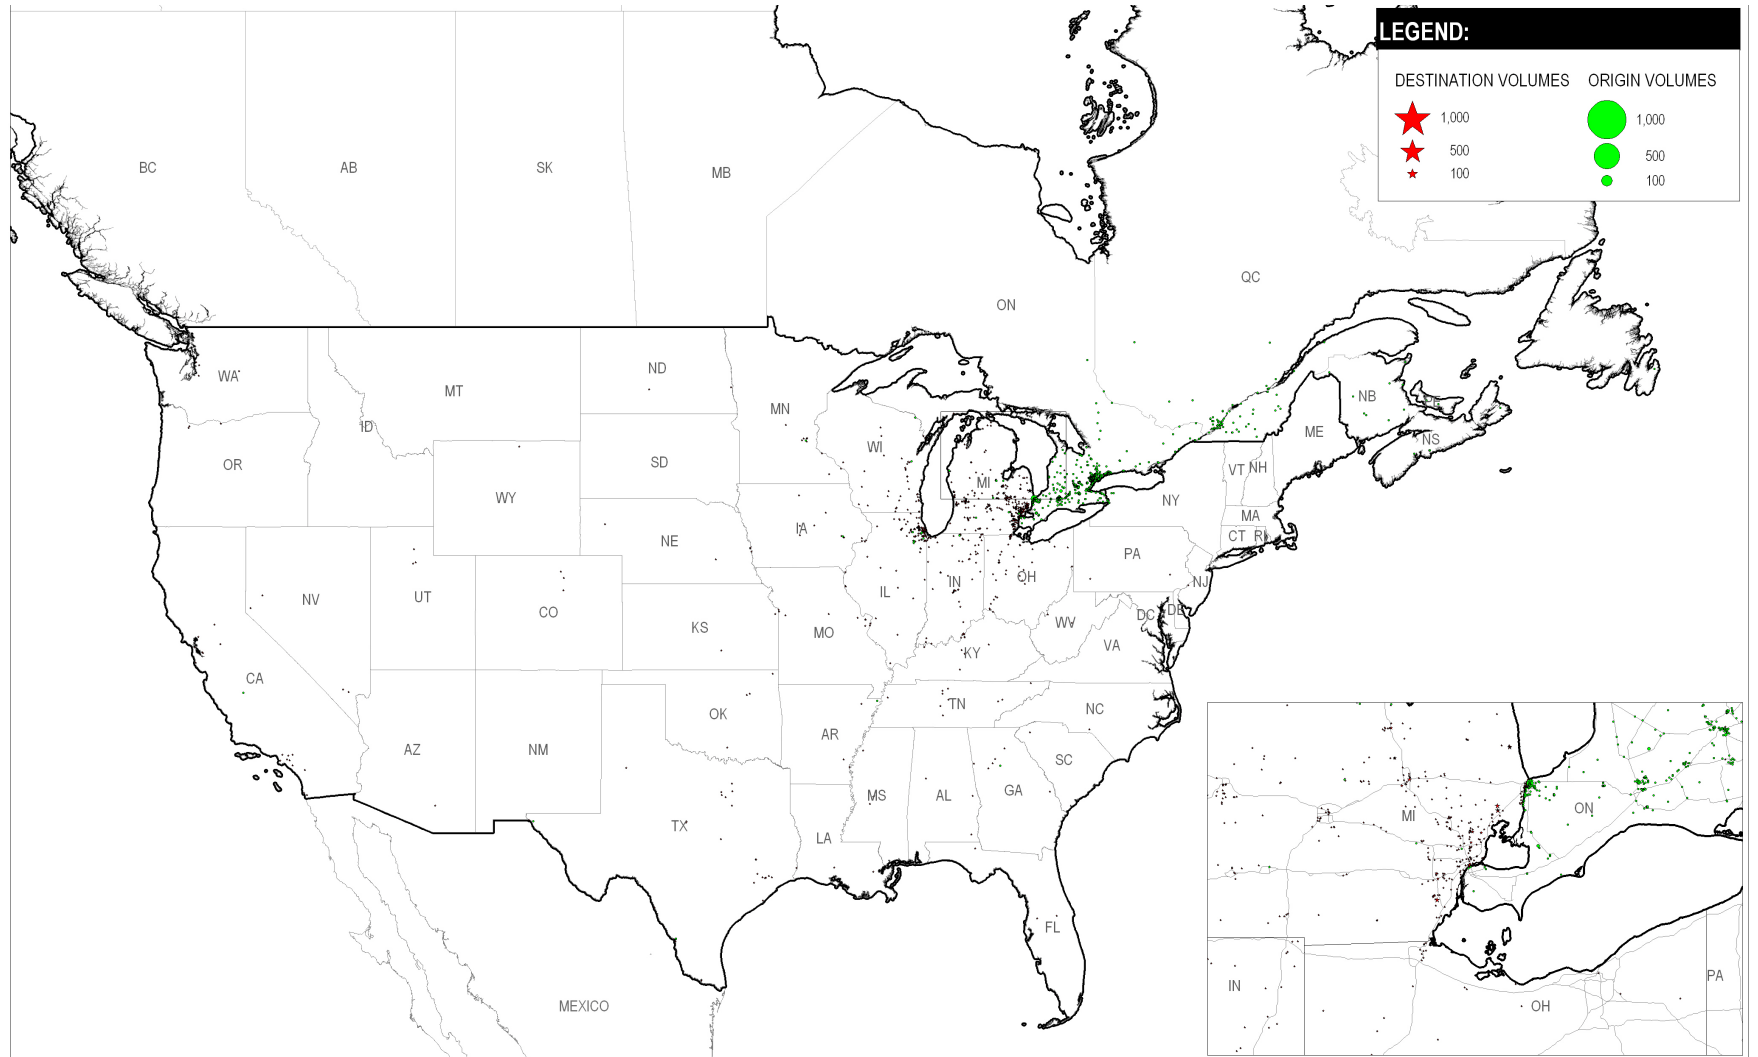 LEGEND:
DESTINATION VOLUMES ORIGIN VOLUMES
1,000 1,000
500 500
100 100
BC AB SK MB
ON QC
WA MT ND MN
ID OR WY SD WI MI
NB PE NS ME
VT NH NY MA CT RI
NV UT CO NE IA
IL IN OH PA NJ
CA KS MO KY WV VA DC DE
AZ NM OK AR TN NC
TX LA MS AL GA SC
FL
MEXICO
MI ON
IN OH PA